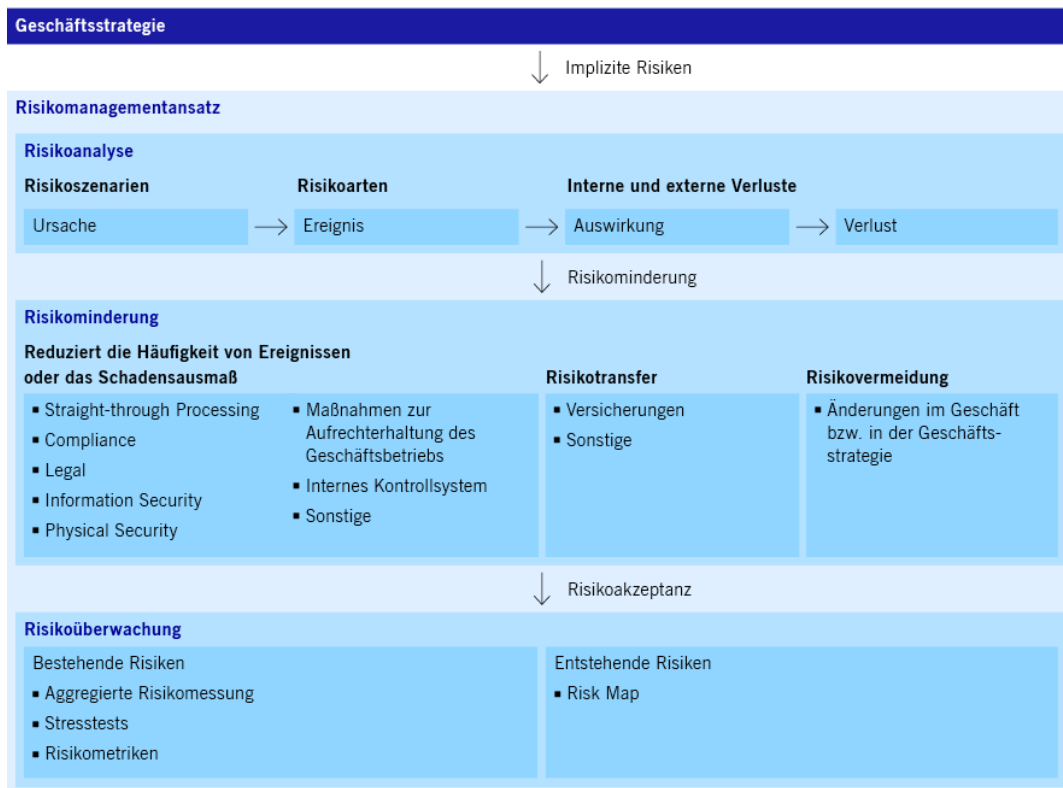 Geschäftsstrategie
Implizite Risiken
Risikomanagementansatz
Risikoanalyse
Risikoszenarien
Risikoarten
Interne und externe Verluste
Ursache
Ereignis
Auswirkung
Verlust
Risikominderung
Risikominderung
Reduziert die Häufigkeit von Ereignissen
oder das Schadensausmaß
▪ Straight-through Processing
▪ Compliance
▪ Legal
▪ Information Security
▪ Physical Security
▪ Maßnahmen zur
Aufrechterhaltung des
Geschäftsbetriebs
▪ Internes Kontrollsystem
▪ Sonstige
Risikotransfer
▪ Versicherungen
▪ Sonstige
Risikovermeidung
▪ Änderungen im Geschäft
bzw. in der Geschäfts-
strategie
Risikoakzeptanz
Risikoüberwachung
Bestehende Risiken
▪ Aggregierte Risikomessung
▪ Stresstests
▪ Risikometriken
Entstehende Risiken
▪ Risk Map